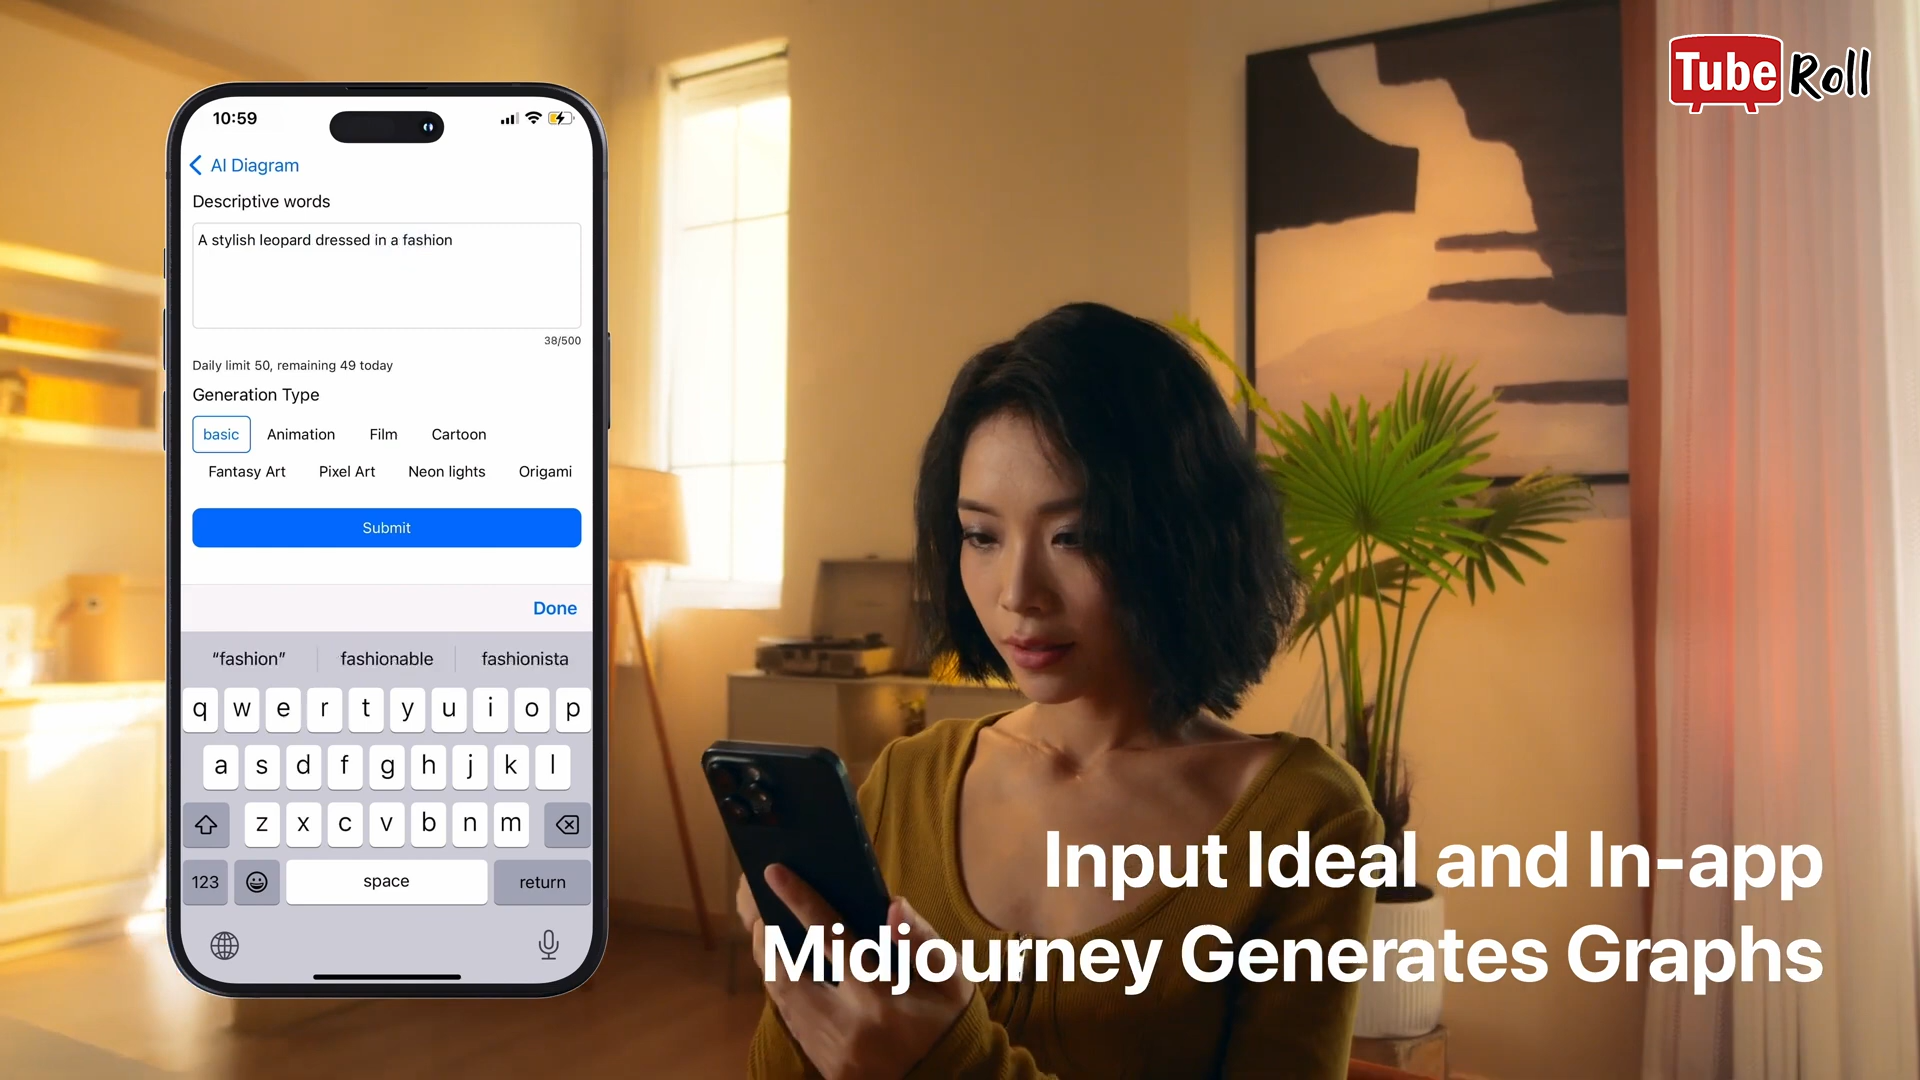 Tube Roll
10:59
AI Diagram
Descriptive words
A stylish leopard dressed in a fashion
38/500
Daily limit 50, remaining 49 today
Generation Type
basic Animation Film Cartoon
Fantasy Art Pixel Art Neon lights Origami
Submit
Done
“fashion” fashionable fashionista
q w e r t y u i o p
a s d f g h j k l
z x c v b n m
123 space return
Input Ideal and In-app
Midjourney Generates Graphs